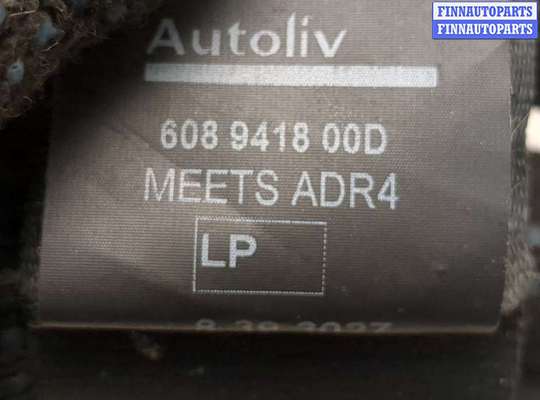 FINNAUTOPARTS
FINNAUTOPARTS
Autoliv
608 9418 00D
MEETS ADR4
LP